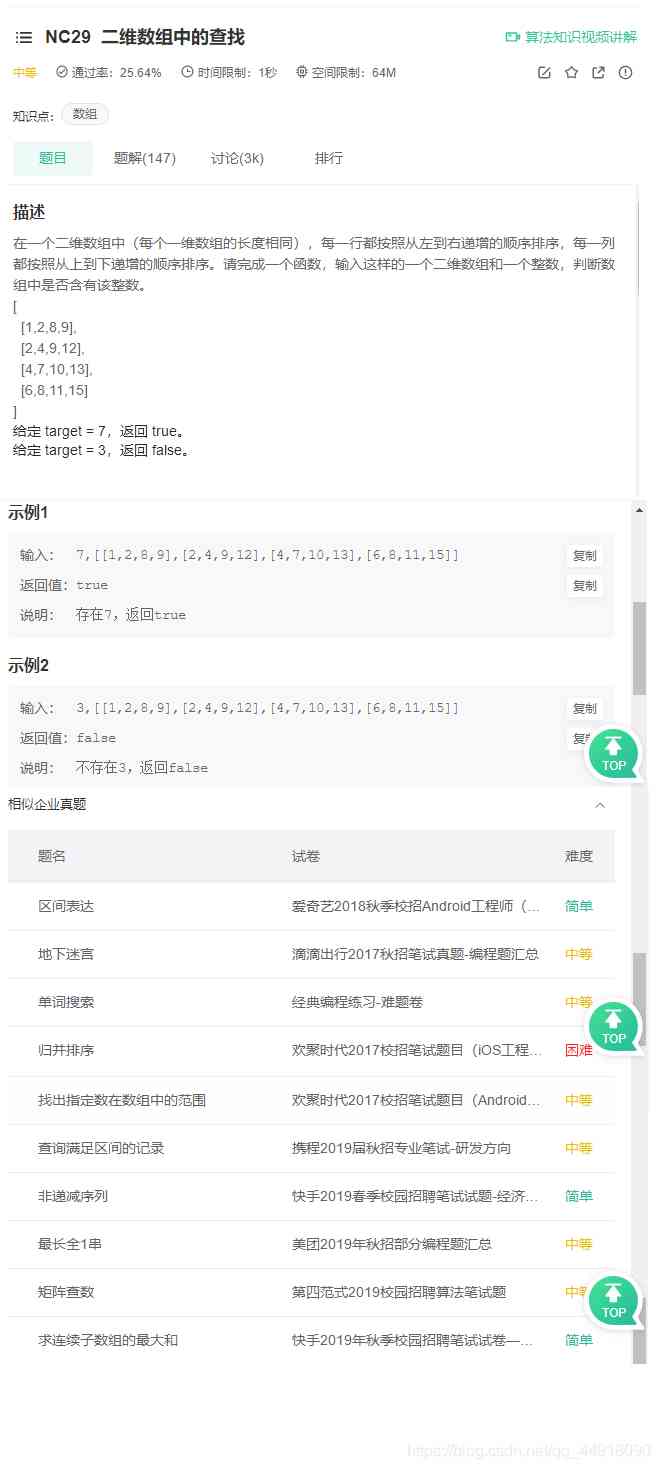 NC29 二维数组中的查找
算法知识视频讲解
中等 通过率：25.64% 时间限制：1秒 空间限制：64M
知识点： 数组
题目 题解(147) 讨论(3k) 排行
描述
在一个二维数组中（每个一维数组的长度相同），每一行都按照从左到右递增的顺序排序，每一列
都按照从上到下递增的顺序排序。请完成一个函数，输入这样的一个二维数组和一个整数，判断数
组中是否含有该整数。
[
[1,2,8,9],
[2,4,9,12],
[4,7,10,13],
[6,8,11,15]
]
给定 target = 7，返回 true。
给定 target = 3，返回 false。
示例1
输入： 7,[[1,2,8,9],[2,4,9,12],[4,7,10,13],[6,8,11,15]] 复制
返回值：true 复制
说明： 存在7，返回true
示例2
输入： 3,[[1,2,8,9],[2,4,9,12],[4,7,10,13],[6,8,11,15]] 复制
返回值：false
说明： 不存在3，返回false
TOP
相似企业真题
题名 试卷 难度
区间表达 爱奇艺2018秋季校招Android工程师（... 简单
地下迷宫 滴滴出行2017秋招笔试真题-编程题汇总 中等
单词搜索 经典编程练习-难题卷 中等
TOP
归并排序 欢聚时代2017校招笔试题目（iOS工程... 困难
找出指定数在数组中的范围 欢聚时代2017校招笔试题目（Android... 中等
查询满足区间的记录 携程2019届秋招专业笔试-研发方向 中等
非递减序列 快手2019春季校园招聘笔试试题-经济... 简单
最长全1串 美团2019年秋招部分编程题汇总 中等
矩阵查数 第四范式2019校园招聘算法笔试题 中等
TOP
求连续子数组的最大和 快手2019年秋季校园招聘笔试试卷—... 简单